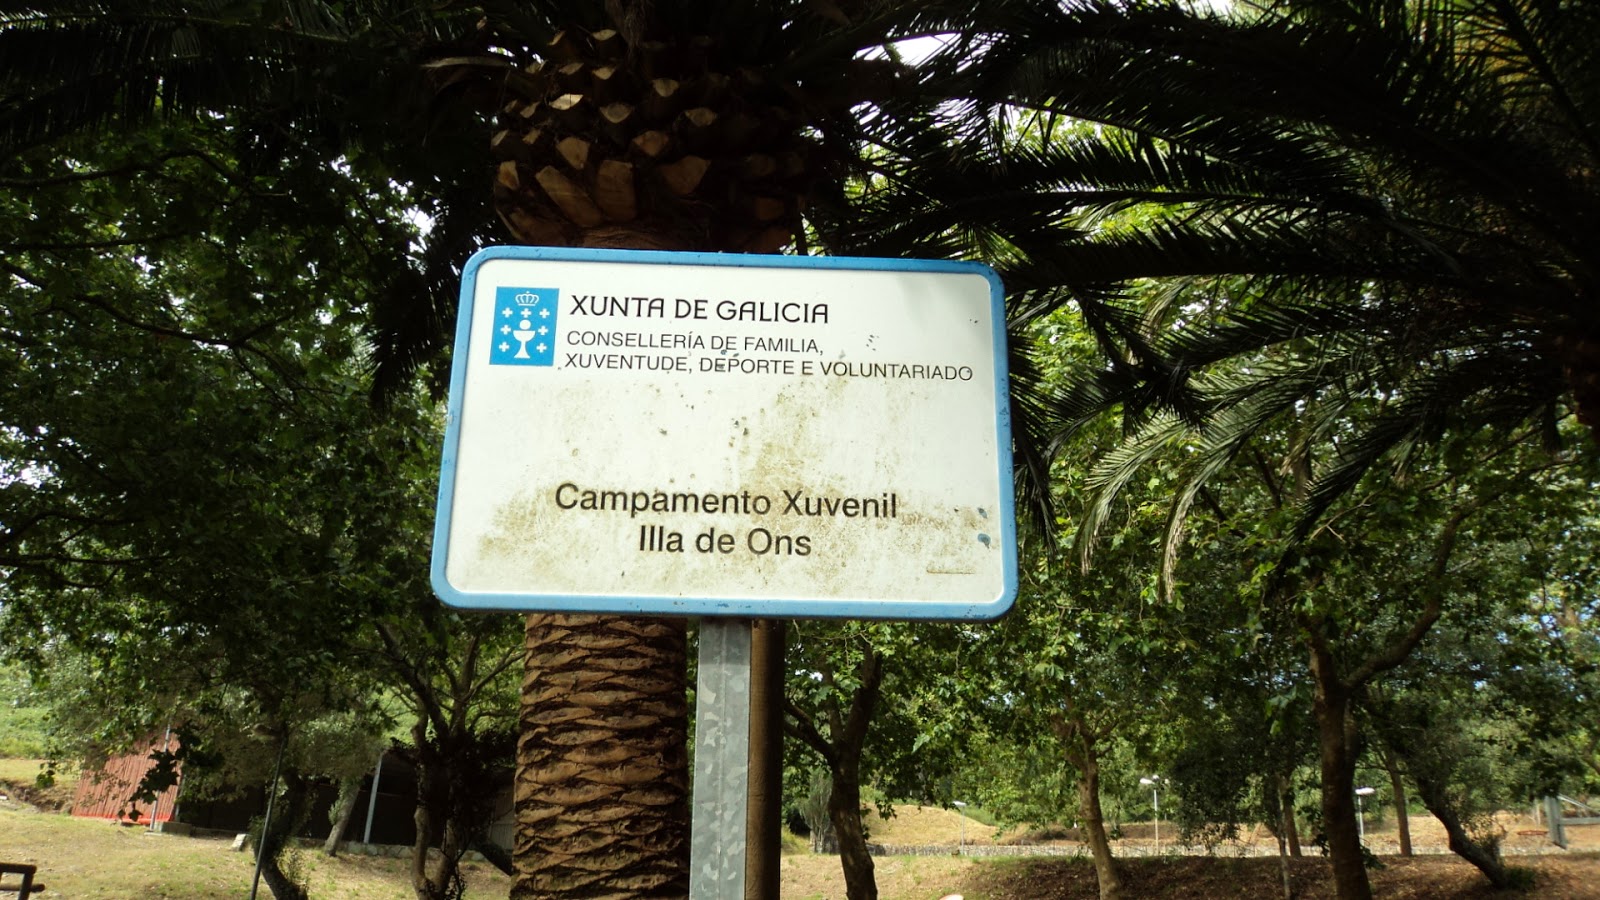 XUNTA DE GALICIA
CONSELLERÍA DE FAMILIA,
XUVENTUDE, DEPORTE E VOLUNTARIADO
Campamento Xuvenil
Illa de Ons